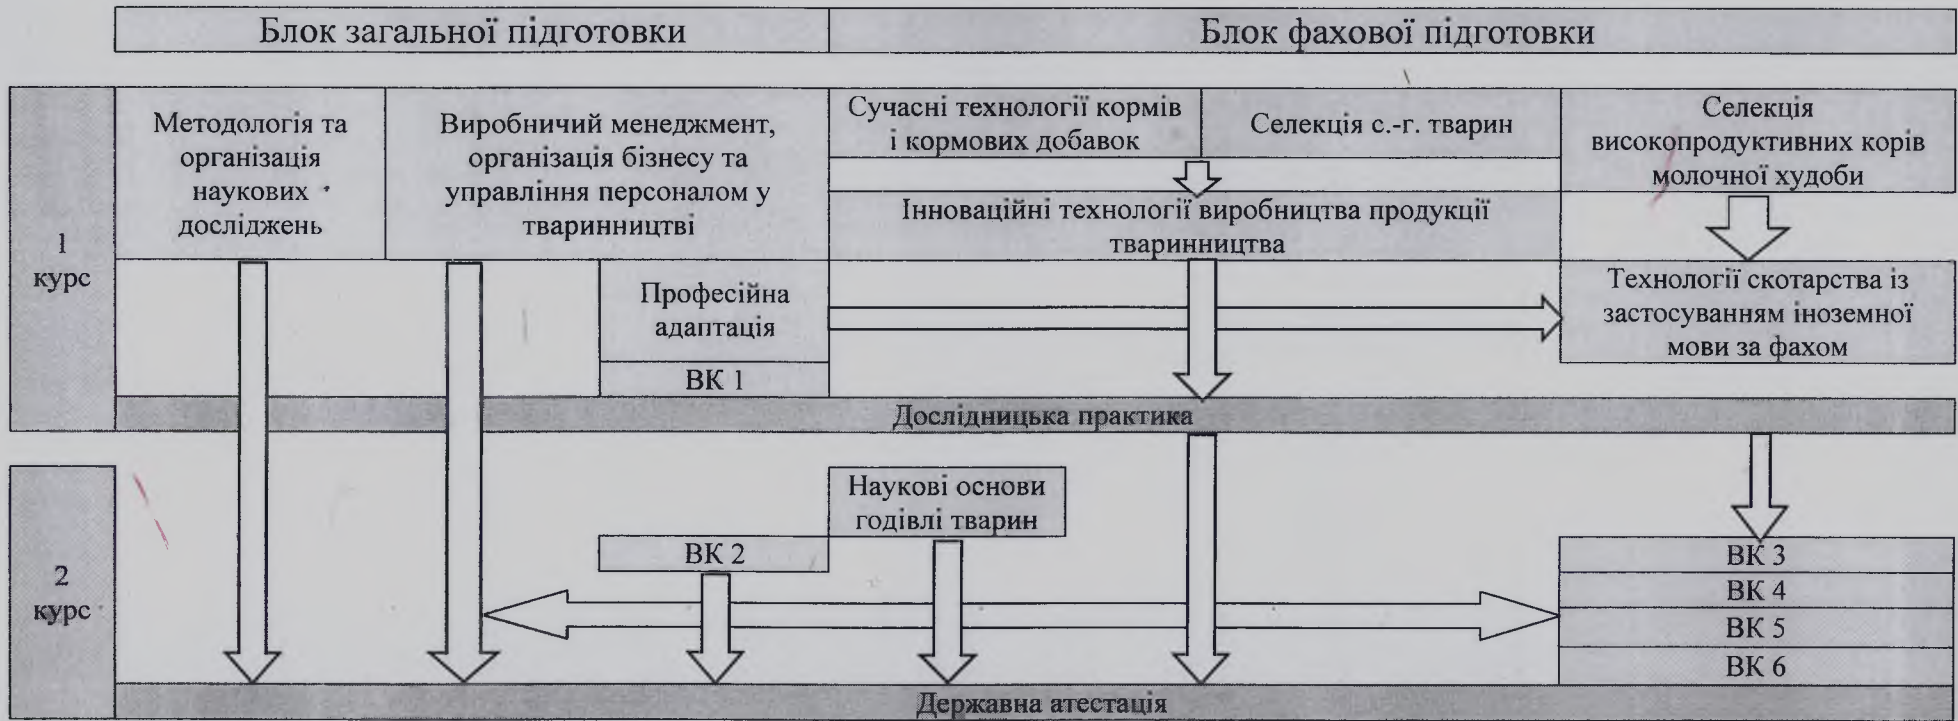 Блок загальної підготовки
Блок фахової підготовки
1
курс
Методологія та
організація
наукових
досліджень
Виробничий менеджмент,
організація бізнесу та
управління персоналом у
тваринництві
Сучасні технології кормів
і кормових добавок
Селекція с.-г. тварин
Селекція
високопродуктивних корів
молочної худоби
Інноваційні технології виробництва продукції
тваринництва
Професійна
адаптація
ВК 1
Технології скотарства із
застосуванням іноземної
мови за фахом
Дослідницька практика
2
курс
Наукові основи
годівлі тварин
ВК 2
ВК 3
ВК 4
ВК 5
ВК 6
Державна атестація